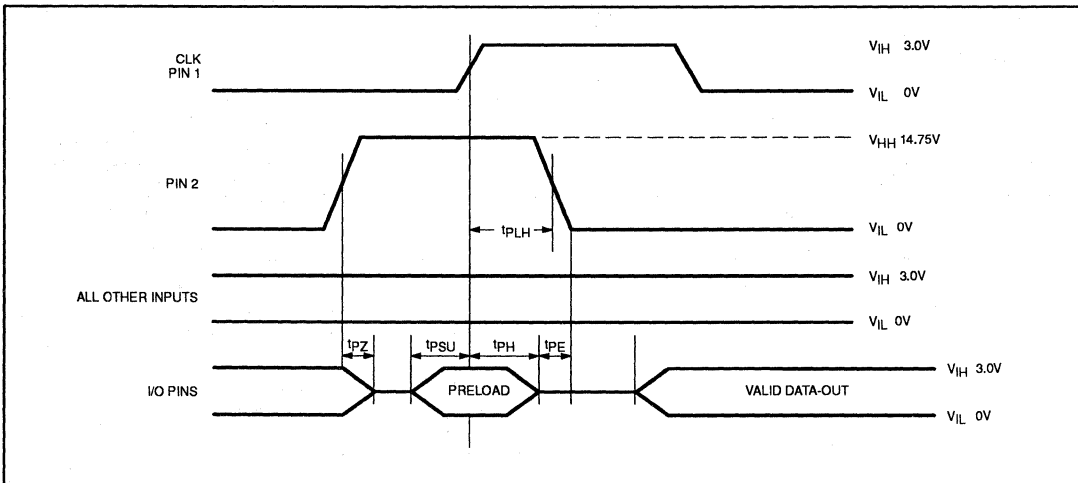 CLK
PIN 1
VIH 3.0V
VIL 0V
VHH 14.75V
PIN 2
tPLH
VIL 0V
VIH 3.0V
ALL OTHER INPUTS
VIL 0V
tPZ tPSU tPH tPE
I/O PINS
PRELOAD
VALID DATA-OUT
VIH 3.0V
VIL 0V